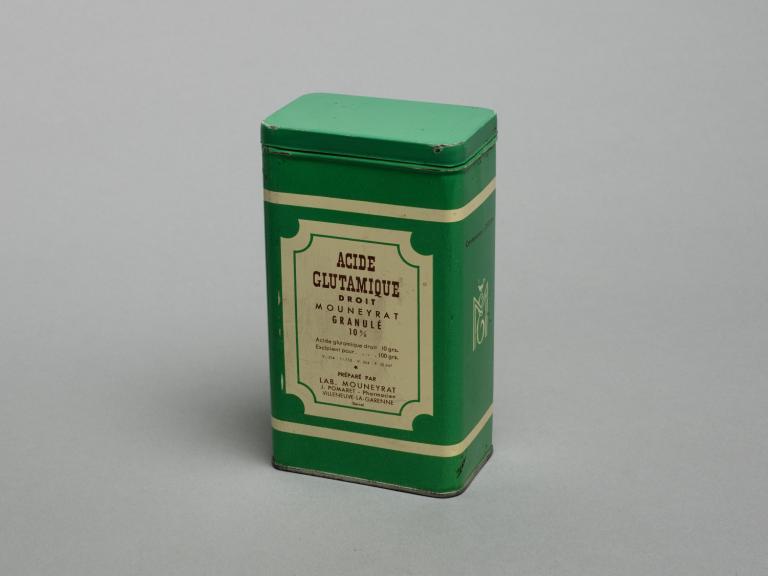 ACIDE
GLUTAMIQUE
DROIT
MOUNEYRAT
GRANULÉ
10%
Acide glutamique droit 10 grs.
Excipient pour . . . 100 grs.
PRÉPARÉ PAR
LAB. MOUNEYRAT
J. POMARET - Pharmacien
VILLENEUVE-LA-GARENNE
(Seine)